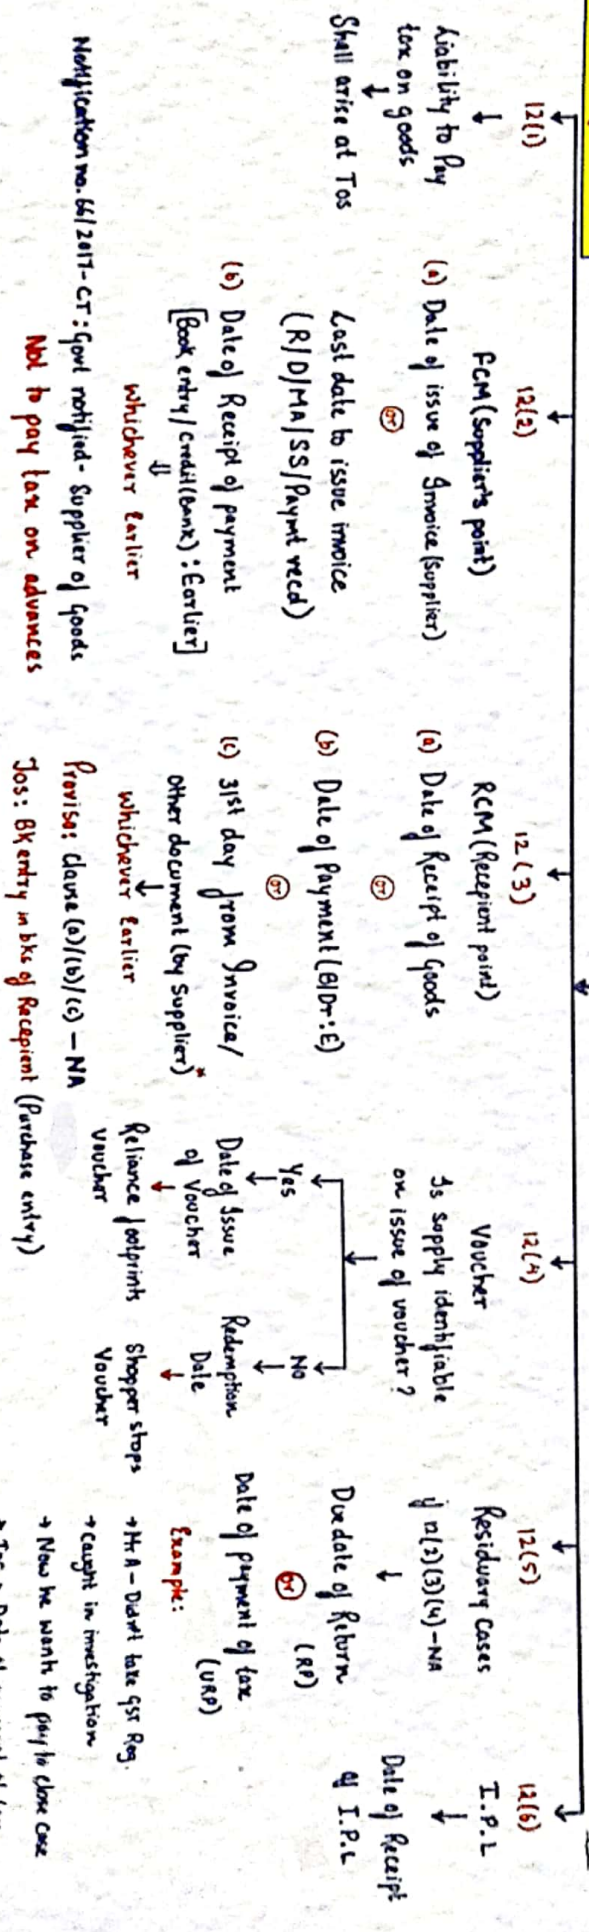 12(1)
Liability to Pay
tax on goods
Shall arise at Tos
12(2)
FCM (Supplier's point)
(a) Date of issue of Invoice (Supplier)
or
Last date to issue invoice
(R/D/MA/SS/Paymt recd)
(b) Date of Receipt of payment
[Book entry/Credit(Bank) : Earlier]
Whichever Earlier
Notification no. 66/2017-CT : Govt notified - Supplier of Goods
Not to pay tax on advances
12(3)
RCM (Recepient point)
(a) Date of Receipt of Goods
or
(b) Date of Payment (B/Dr : E)
or
(c) 31st day from Invoice/
other document (by Supplier)*
Whichever Earlier
Proviso: Clause (a)/(b)/(c) – NA
Tos: BK entry in bks of Recepient (Purchase entry)
12(4)
Voucher
Is supply identifiable
on issue of voucher?
Yes
Date of Issue
of Voucher
Reliance footprints
Voucher
No
Redemption
Date
Shopper stops
Voucher
12(5)
Residuary Cases
if 12(2)(3)(4) – NA
Due date of Return
(RP)
or
Date of payment of tax
(URP)
Example:
→ Mr A – Didn't take GST Reg.
→ Caught in investigation
→ Now he wants to pay to close case
12(6)
I.P.L
Date of Receipt
of I.P.L